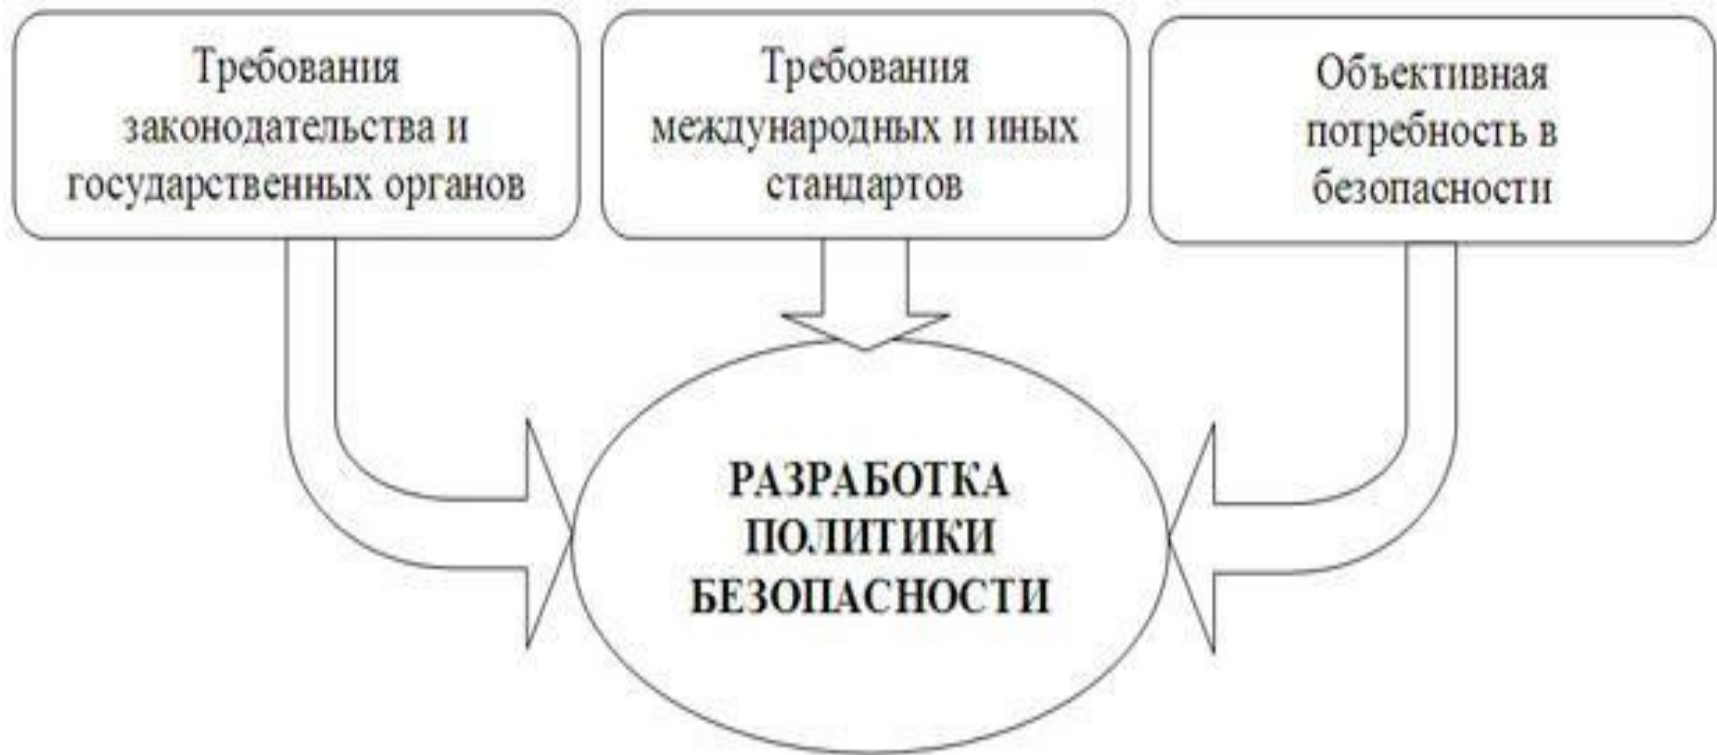 Требования
законодательства и
государственных органов
Требования
международных и иных
стандартов
Объективная
потребность в
безопасности
РАЗРАБОТКА
ПОЛИТИКИ
БЕЗОПАСНОСТИ